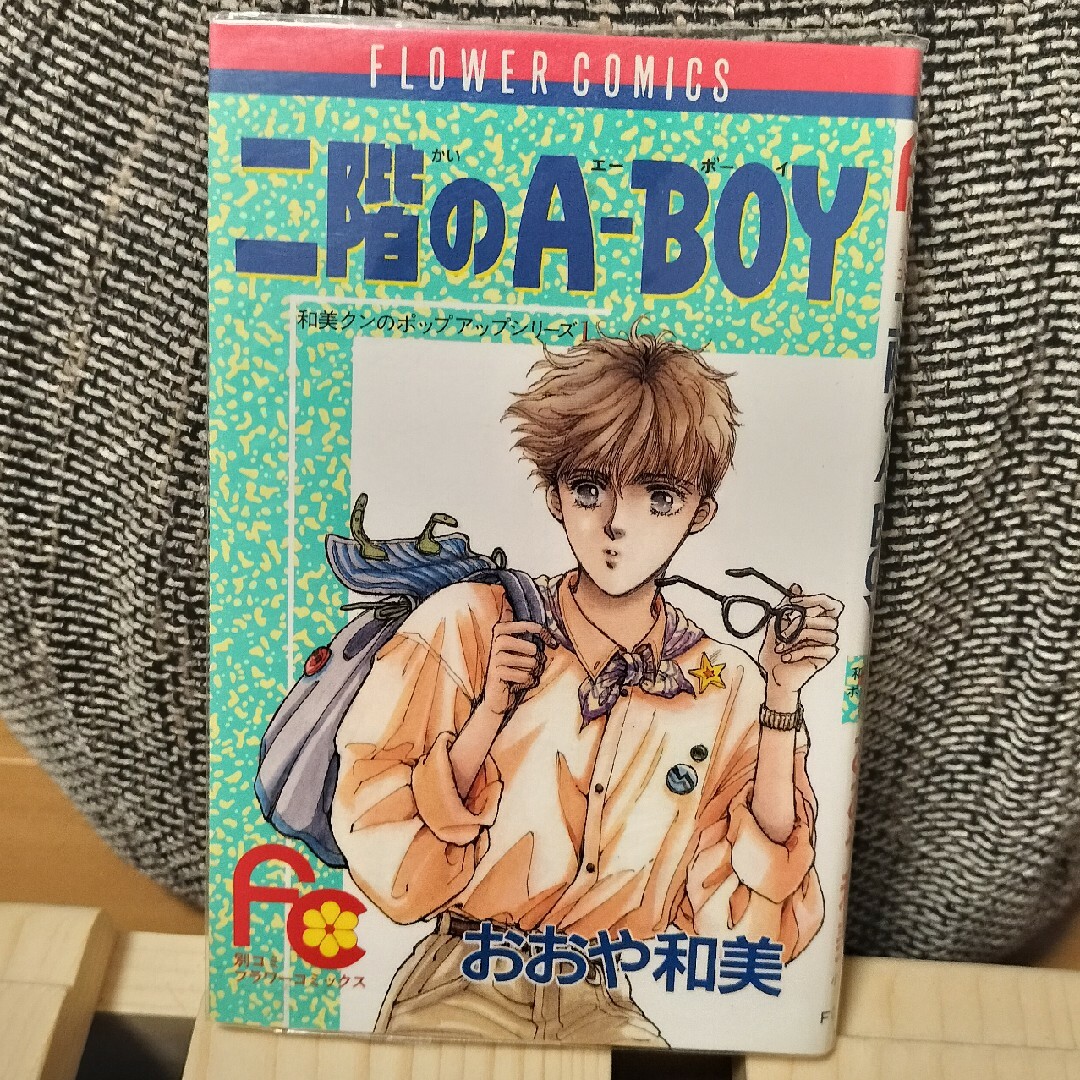 FLOWER COMICS
かい エー ボーイ
二階のA-BOY
和美クンのポップアップシリーズ1
FC
別コミ
フラワーコミックス
おおや和美